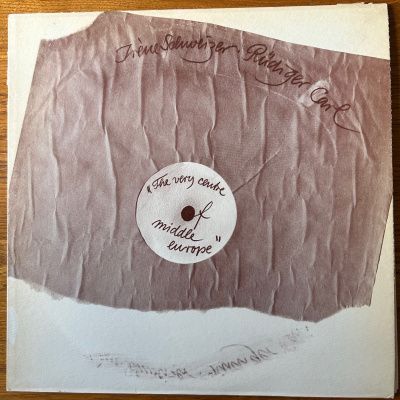 Irène Schweizer · Rüdiger Carl
"The very centre
of
middle
europe"